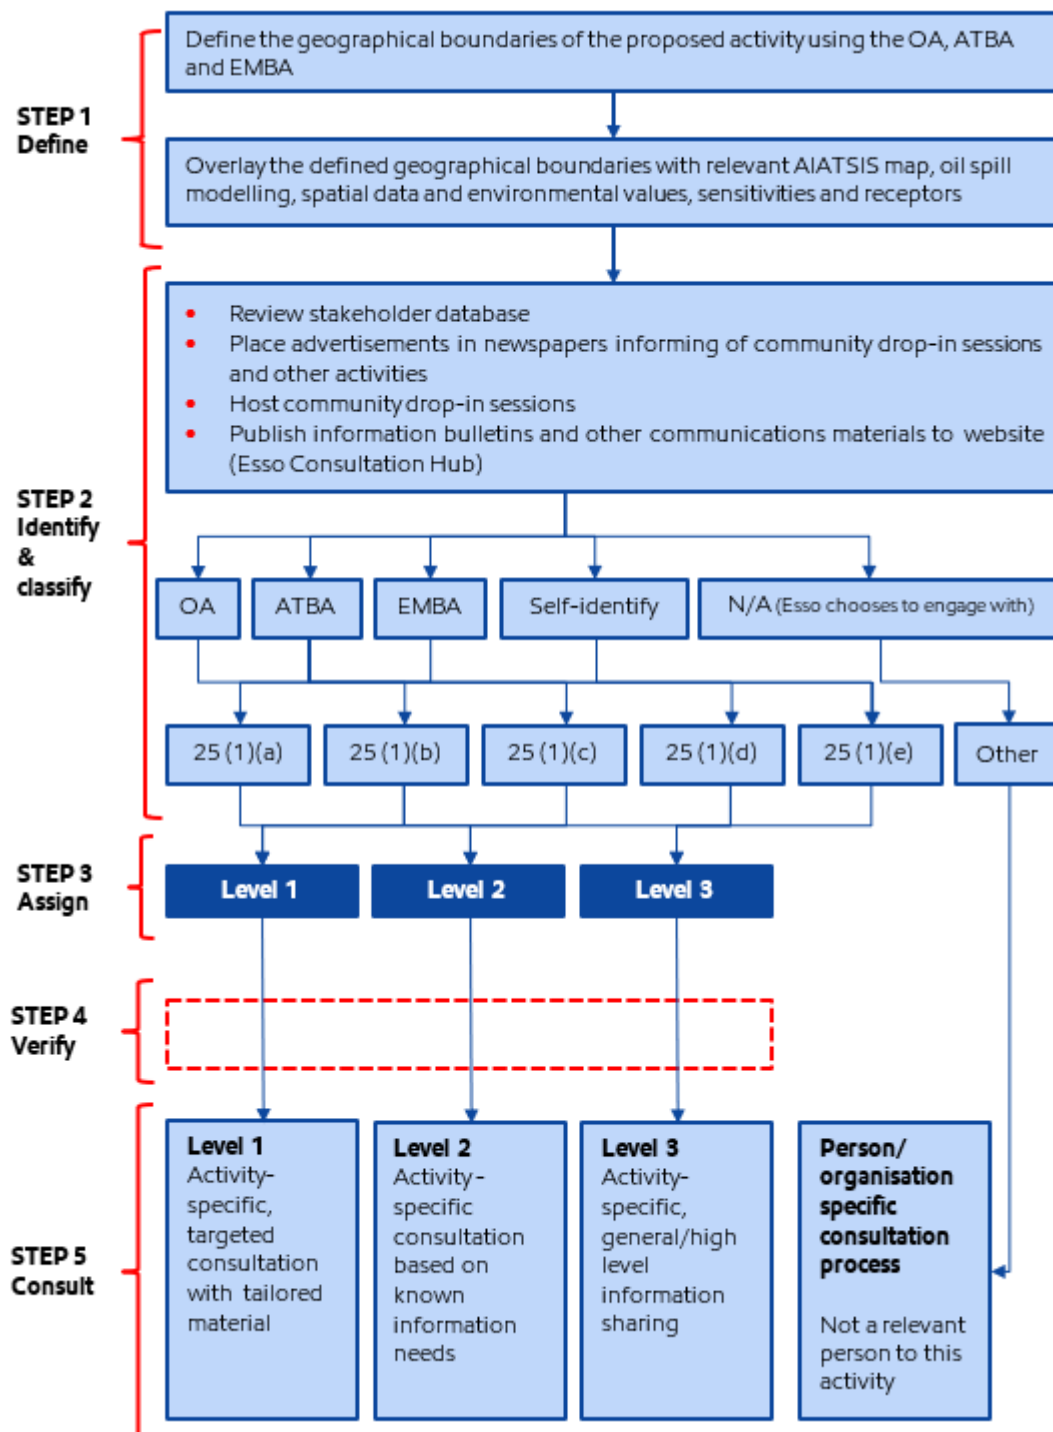 Define the geographical boundaries of the proposed activity using the OA, ATBA
and EMBA
STEP 1
Define
Overlay the defined geographical boundaries with relevant AIATSIS map, oil spill
modelling, spatial data and environmental values, sensitivities and receptors
• Review stakeholder database
• Place advertisements in newspapers informing of community drop-in sessions
and other activities
• Host community drop-in sessions
• Publish information bulletins and other communications materials to website
(Esso Consultation Hub)
STEP 2
Identify
&
classify
OA
ATBA
EMBA
Self-identify
N/A (Esso chooses to engage with)
25 (1)(a)
25 (1)(b)
25 (1)(c)
25 (1)(d)
25 (1)(e)
Other
STEP 3
Assign
Level 1
Level 2
Level 3
STEP 4
Verify
STEP 5
Consult
Level 1
Activity-
specific,
targeted
consultation
with tailored
material
Level 2
Activity-
specific
consultation
based on
known
information
needs
Level 3
Activity-
specific,
general/high
level
information
sharing
Person/
organisation
specific
consultation
process
Not a relevant
person to this
activity